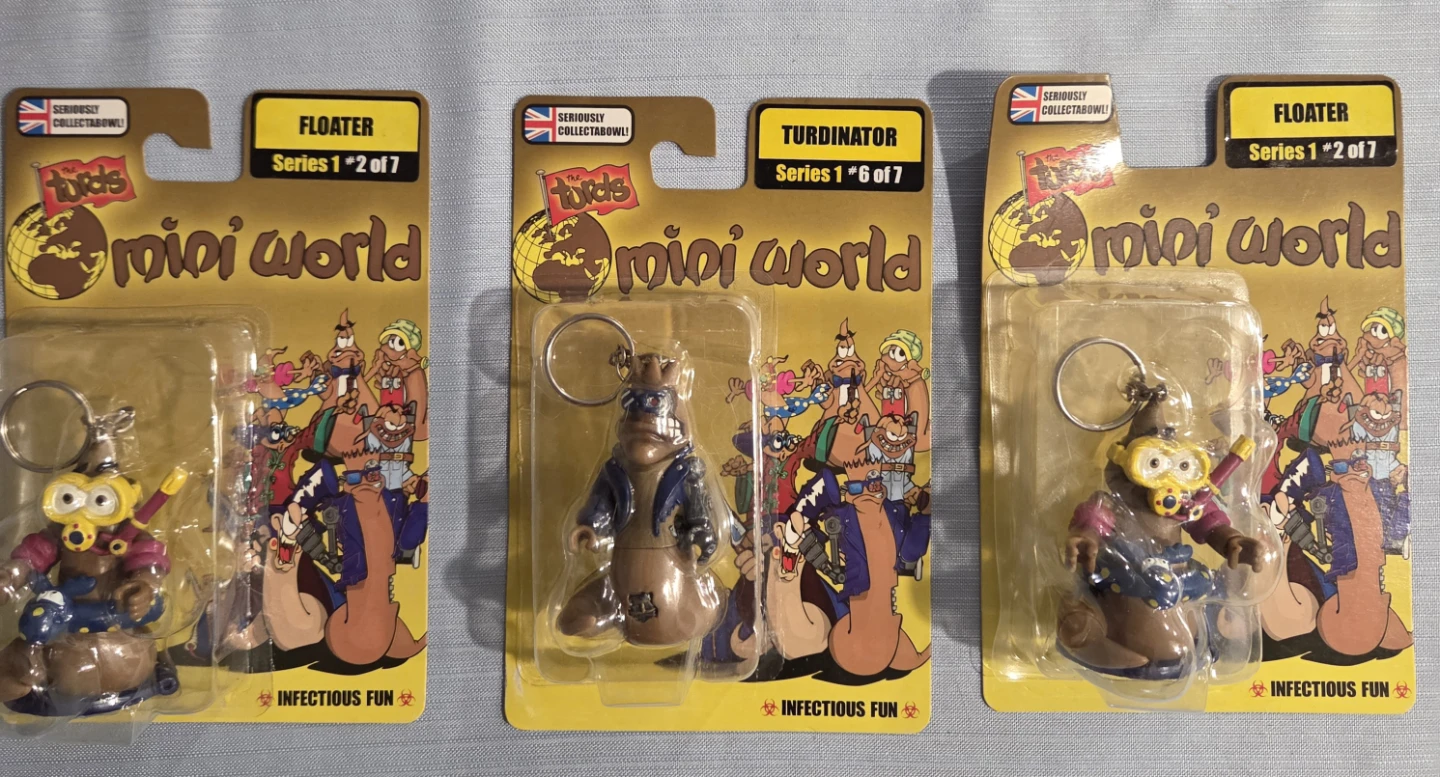 SERIOUSLY
COLLECTABOWL!
FLOATER
Series 1 #2 of 7
the
turds
mini world
INFECTIOUS FUN
SERIOUSLY
COLLECTABOWL!
TURDINATOR
Series 1 #6 of 7
the
turds
mini world
INFECTIOUS FUN
SERIOUSLY
COLLECTABOWL!
FLOATER
Series 1 #2 of 7
the
turds
mini world
INFECTIOUS FUN